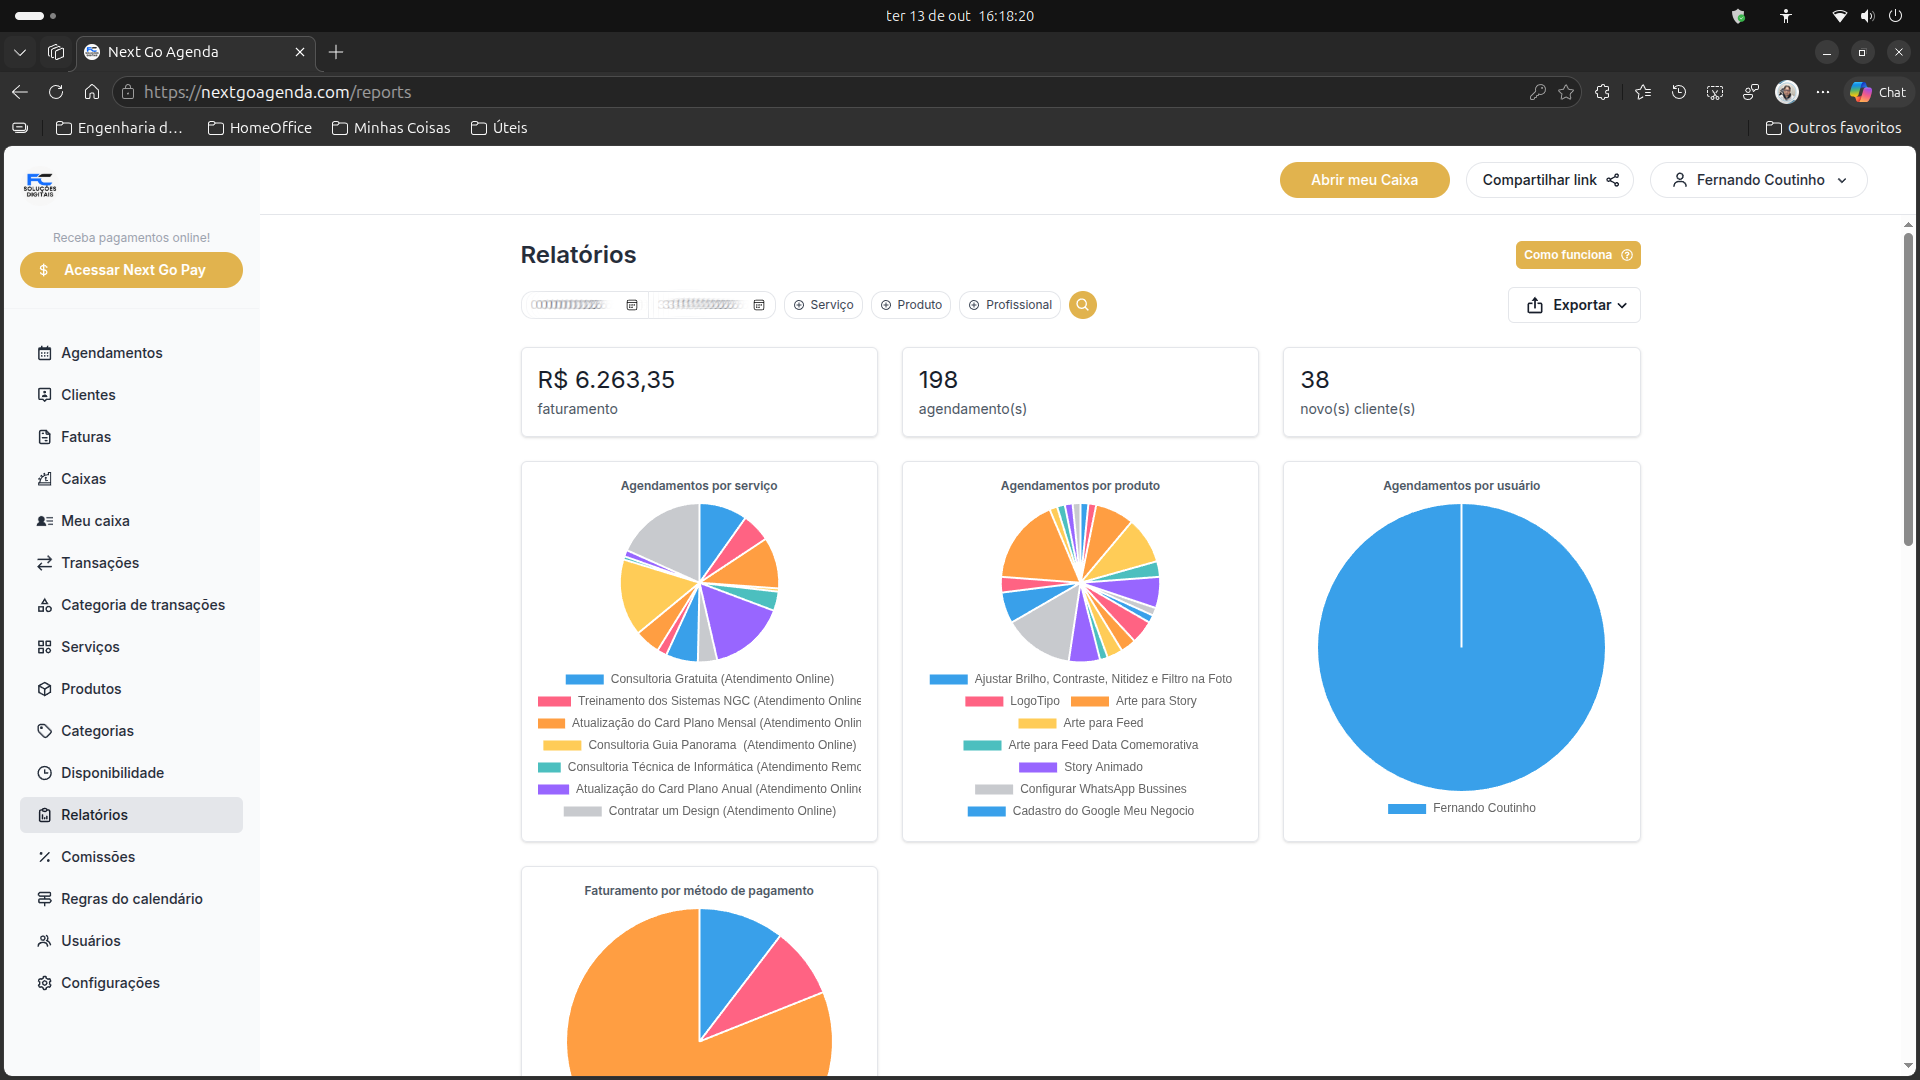 ter 13 de out 16:18:20
Next Go Agenda
https://nextgoagenda.com/reports
Chat
Engenharia d...
HomeOffice
Minhas Coisas
Úteis
Outros favoritos
FC
SOLUÇÕES
DIGITAIS
Abrir meu Caixa
Compartilhar link
Fernando Coutinho
Receba pagamentos online!
$ Acessar Next Go Pay
Agendamentos
Clientes
Faturas
Caixas
Meu caixa
Transações
Categoria de transações
Serviços
Produtos
Categorias
Disponibilidade
Relatórios
Comissões
Regras do calendário
Usuários
Configurações
Relatórios
Como funciona
Serviço
Produto
Profissional
Exportar
R$ 6.263,35
faturamento
198
agendamento(s)
38
novo(s) cliente(s)
Agendamentos por serviço
Consultoria Gratuita (Atendimento Online)
Treinamento dos Sistemas NGC (Atendimento Online
Atualização do Card Plano Mensal (Atendimento Onlin
Consultoria Guia Panorama (Atendimento Online)
Consultoria Técnica de Informática (Atendimento Remo
Atualização do Card Plano Anual (Atendimento Online
Contratar um Design (Atendimento Online)
Agendamentos por produto
Ajustar Brilho, Contraste, Nitidez e Filtro na Foto
LogoTipo
Arte para Story
Arte para Feed
Arte para Feed Data Comemorativa
Story Animado
Configurar WhatsApp Bussines
Cadastro do Google Meu Negocio
Agendamentos por usuário
Fernando Coutinho
Faturamento por método de pagamento